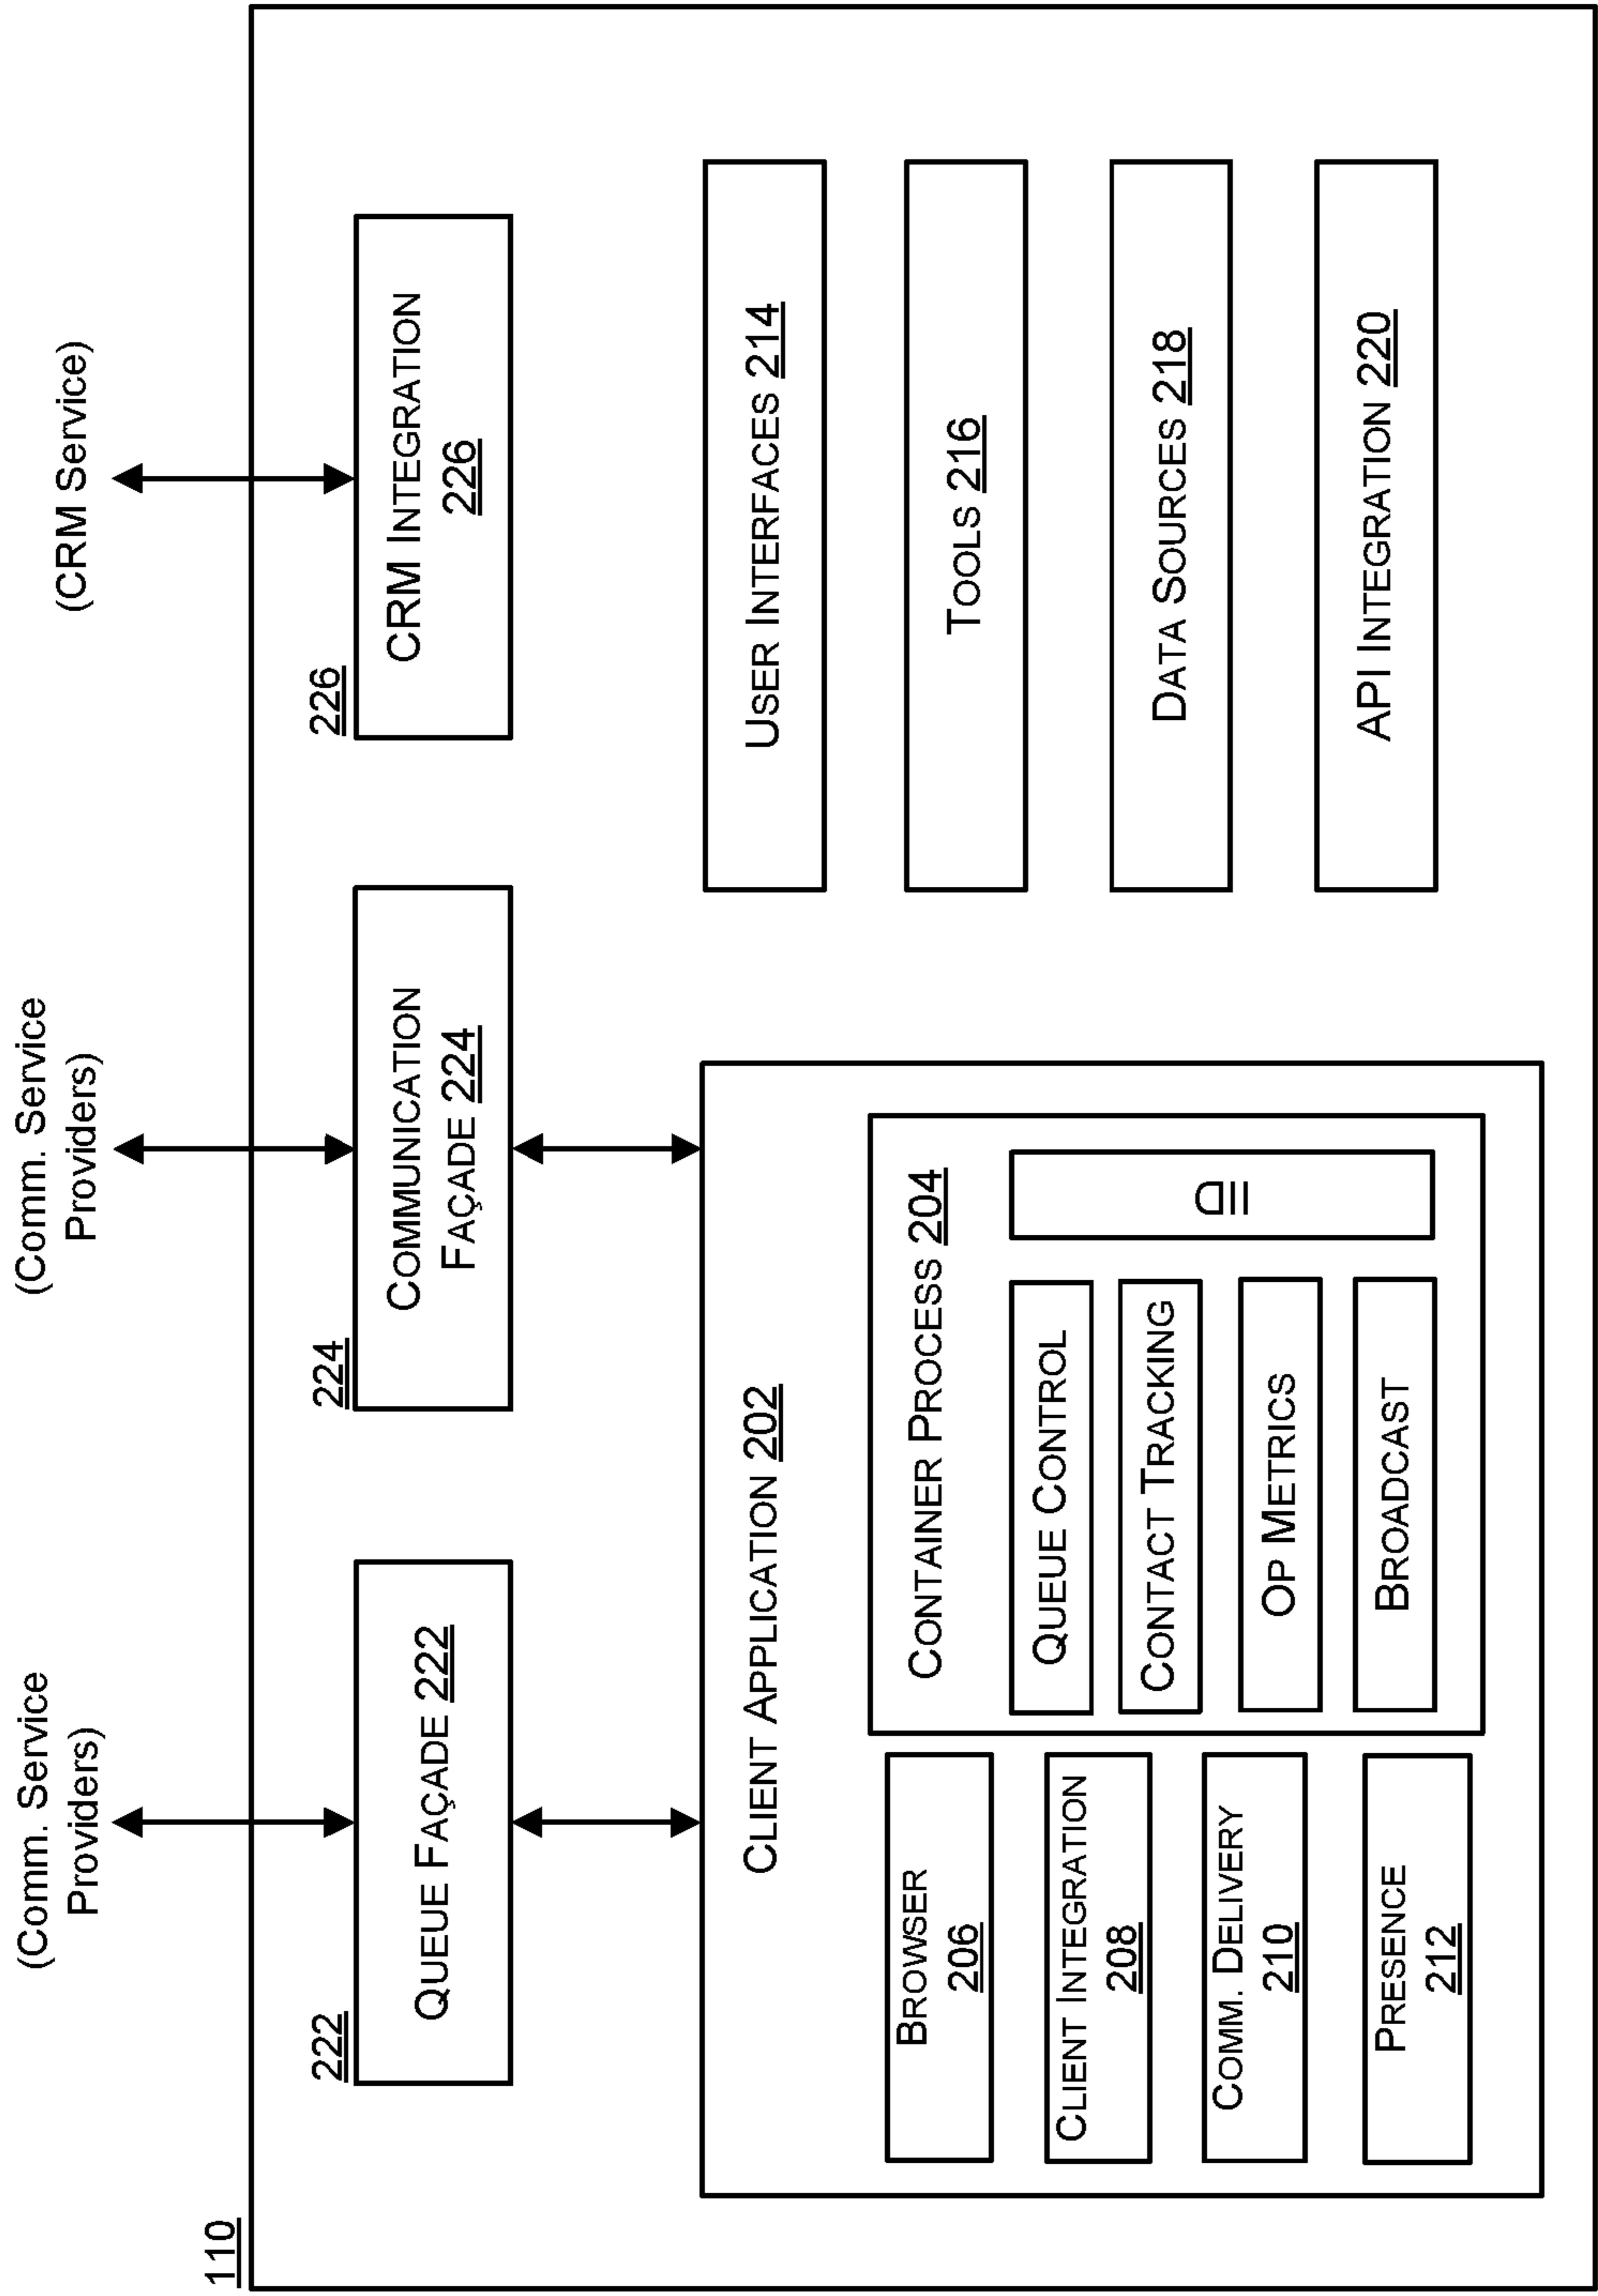 110
(Comm. Service
Providers)
(Comm. Service
Providers)
(CRM Service)
222
QUEUE FAÇADE 222
224
COMMUNICATION
FAÇADE 224
226
CRM INTEGRATION
226
CLIENT APPLICATION 202
BROWSER
206
CLIENT INTEGRATION
208
COMM. DELIVERY
210
PRESENCE
212
CONTAINER PROCESS 204
QUEUE CONTROL
CONTACT TRACKING
OP METRICS
BROADCAST
USER INTERFACES 214
TOOLS 216
DATA SOURCES 218
API INTEGRATION 220